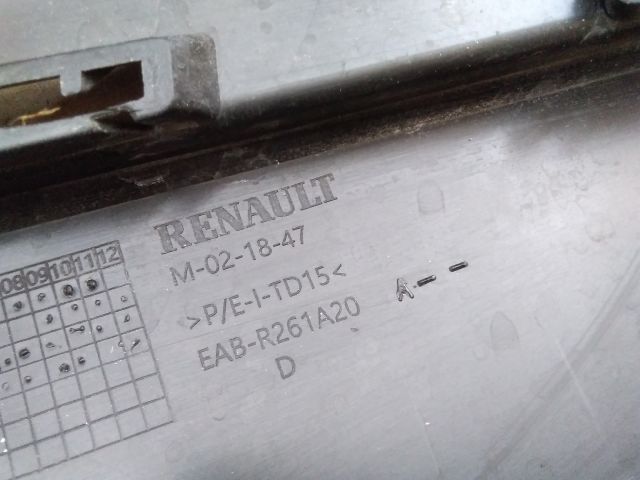 RENAULT
M-02-18-47
>P/E-I-TD15<
EAB-R261A20
D
A--
08 09 10 11 12